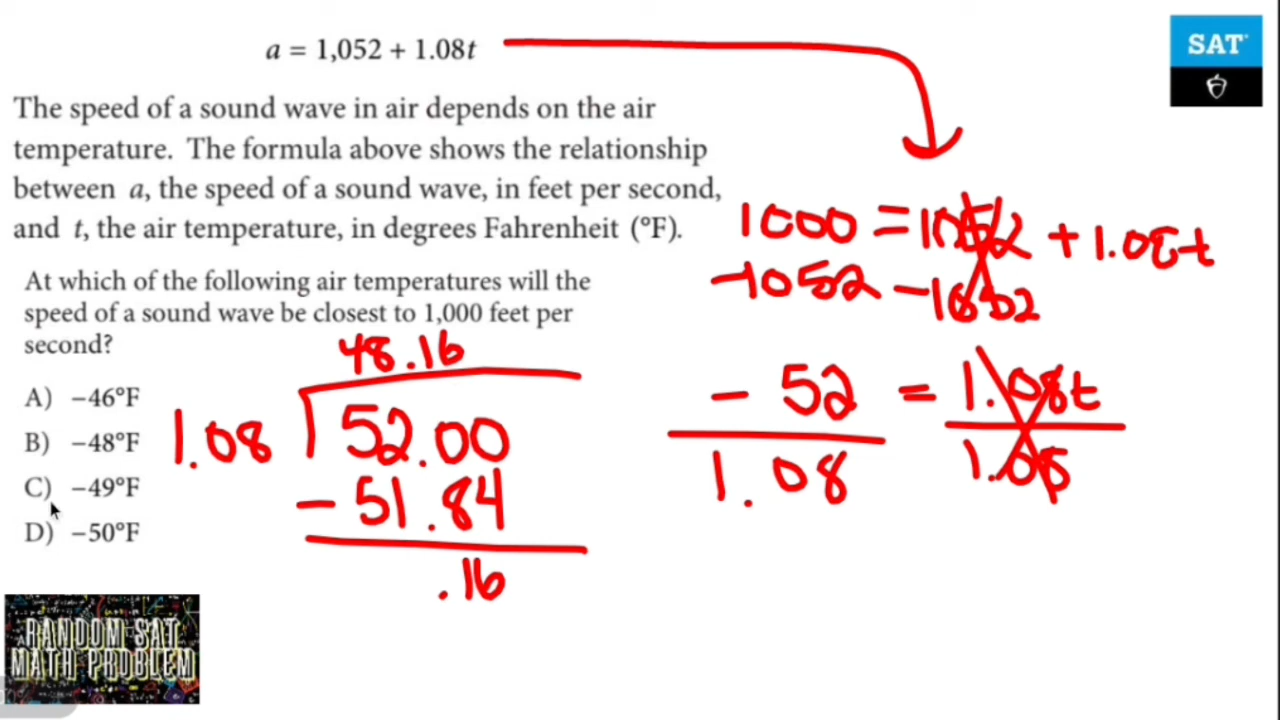 a = 1,052 + 1.08t
SAT
The speed of a sound wave in air depends on the air
temperature. The formula above shows the relationship
between a, the speed of a sound wave, in feet per second,
and t, the air temperature, in degrees Fahrenheit (°F).
At which of the following air temperatures will the
speed of a sound wave be closest to 1,000 feet per
second?
A) −46°F
B) −48°F
C) −49°F
D) −50°F
48.16
1.08 52.00
− 51.84
.16
1000 = 1052 + 1.08t
−1052 −1052
− 52 = 1.08t
1.08 1.08
RANDOM SAT
MATH PROBLEM